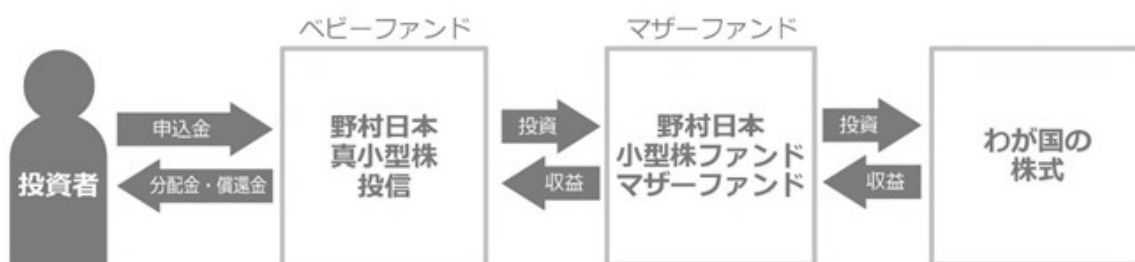 ベビーファンド
マザーファンド
投資者
申込金
分配金・償還金
野村日本
真小型株
投信
投資
収益
野村日本
小型株ファンド
マザーファンド
投資
収益
わが国の
株式